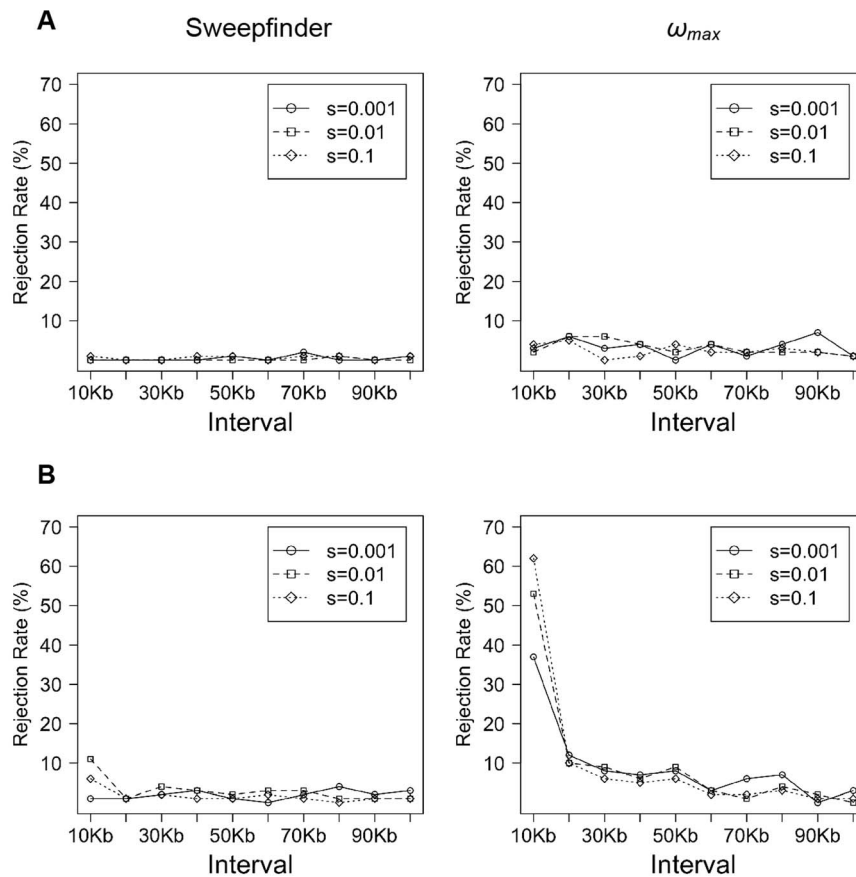 A
Sweepfinder
ω_max
Rejection Rate (%)
70
60
50
40
30
20
10
s=0.001
s=0.01
s=0.1
10Kb 30Kb 50Kb 70Kb 90Kb
Interval
Rejection Rate (%)
70
60
50
40
30
20
10
s=0.001
s=0.01
s=0.1
10Kb 30Kb 50Kb 70Kb 90Kb
Interval
B
Rejection Rate (%)
70
60
50
40
30
20
10
s=0.001
s=0.01
s=0.1
10Kb 30Kb 50Kb 70Kb 90Kb
Interval
Rejection Rate (%)
70
60
50
40
30
20
10
s=0.001
s=0.01
s=0.1
10Kb 30Kb 50Kb 70Kb 90Kb
Interval